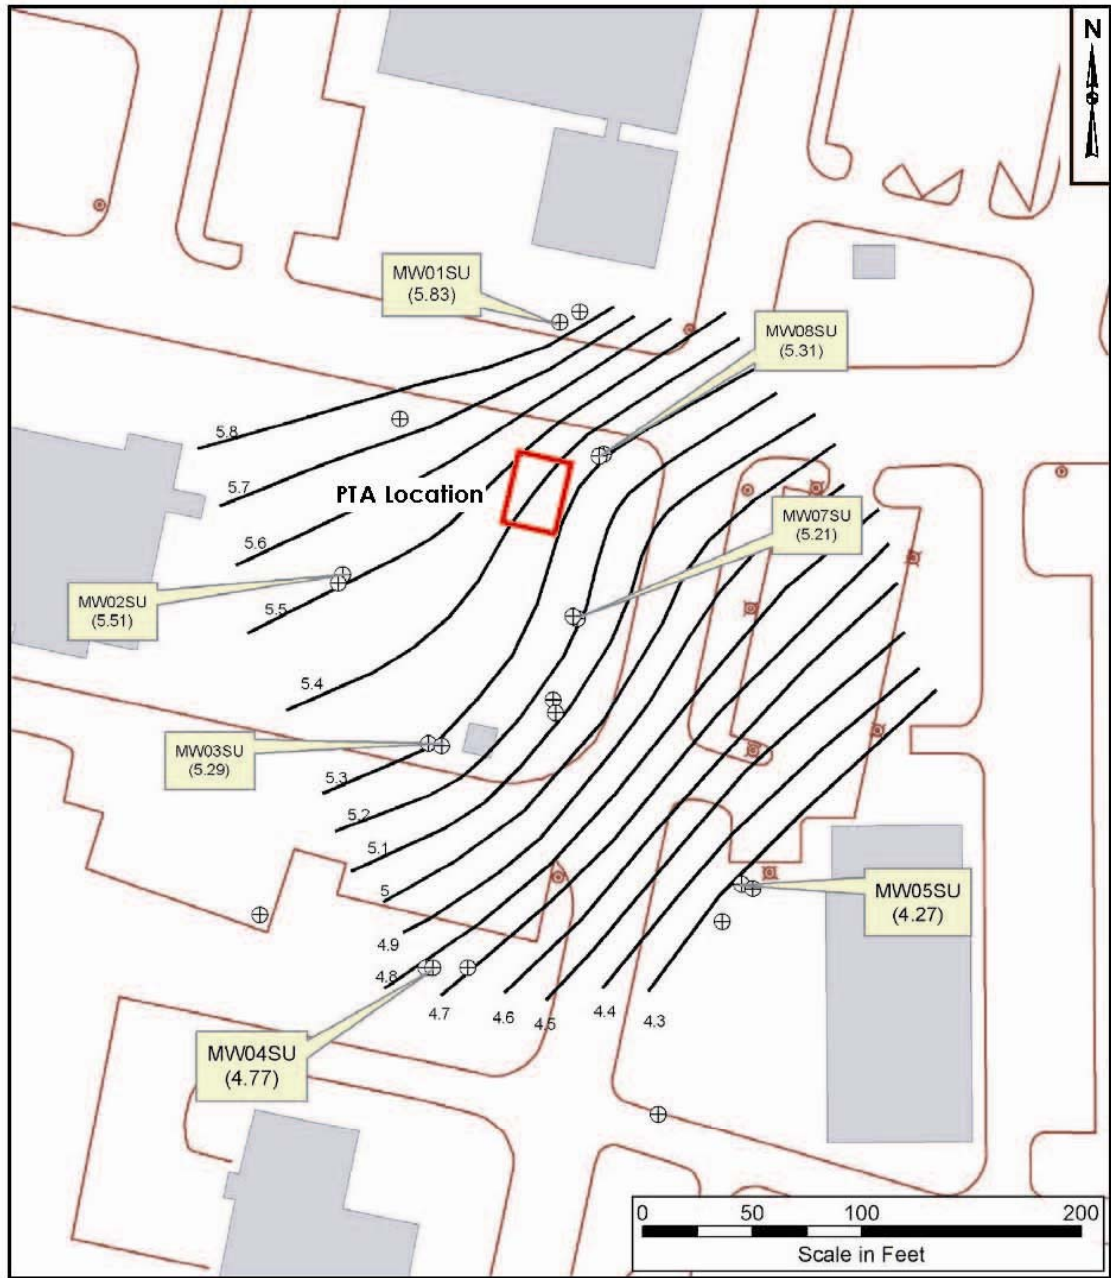 N
MW01SU
(5.83)
MW08SU
(5.31)
5.8
5.7
PTA Location
MW07SU
(5.21)
5.6
MW02SU
(5.51)
5.5
5.4
MW03SU
(5.29)
5.3
5.2
5.1
5
MW05SU
(4.27)
4.9
4.8
4.7
4.6
4.5
4.4
4.3
MW04SU
(4.77)
0 50 100 200
Scale in Feet